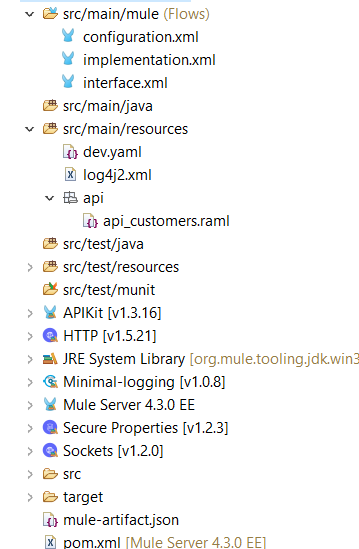 src/main/mule (Flows)
configuration.xml
implementation.xml
interface.xml
src/main/java
src/main/resources
dev.yaml
log4j2.xml
api
api_customers.raml
src/test/java
src/test/resources
src/test/munit
APIKit [v1.3.16]
HTTP [v1.5.21]
JRE System Library [org.mule.tooling.jdk.win3
Minimal-logging [v1.0.8]
Mule Server 4.3.0 EE
Secure Properties [v1.2.3]
Sockets [v1.2.0]
src
target
mule-artifact.json
pom.xml [Mule Server 4.3.0 EE]